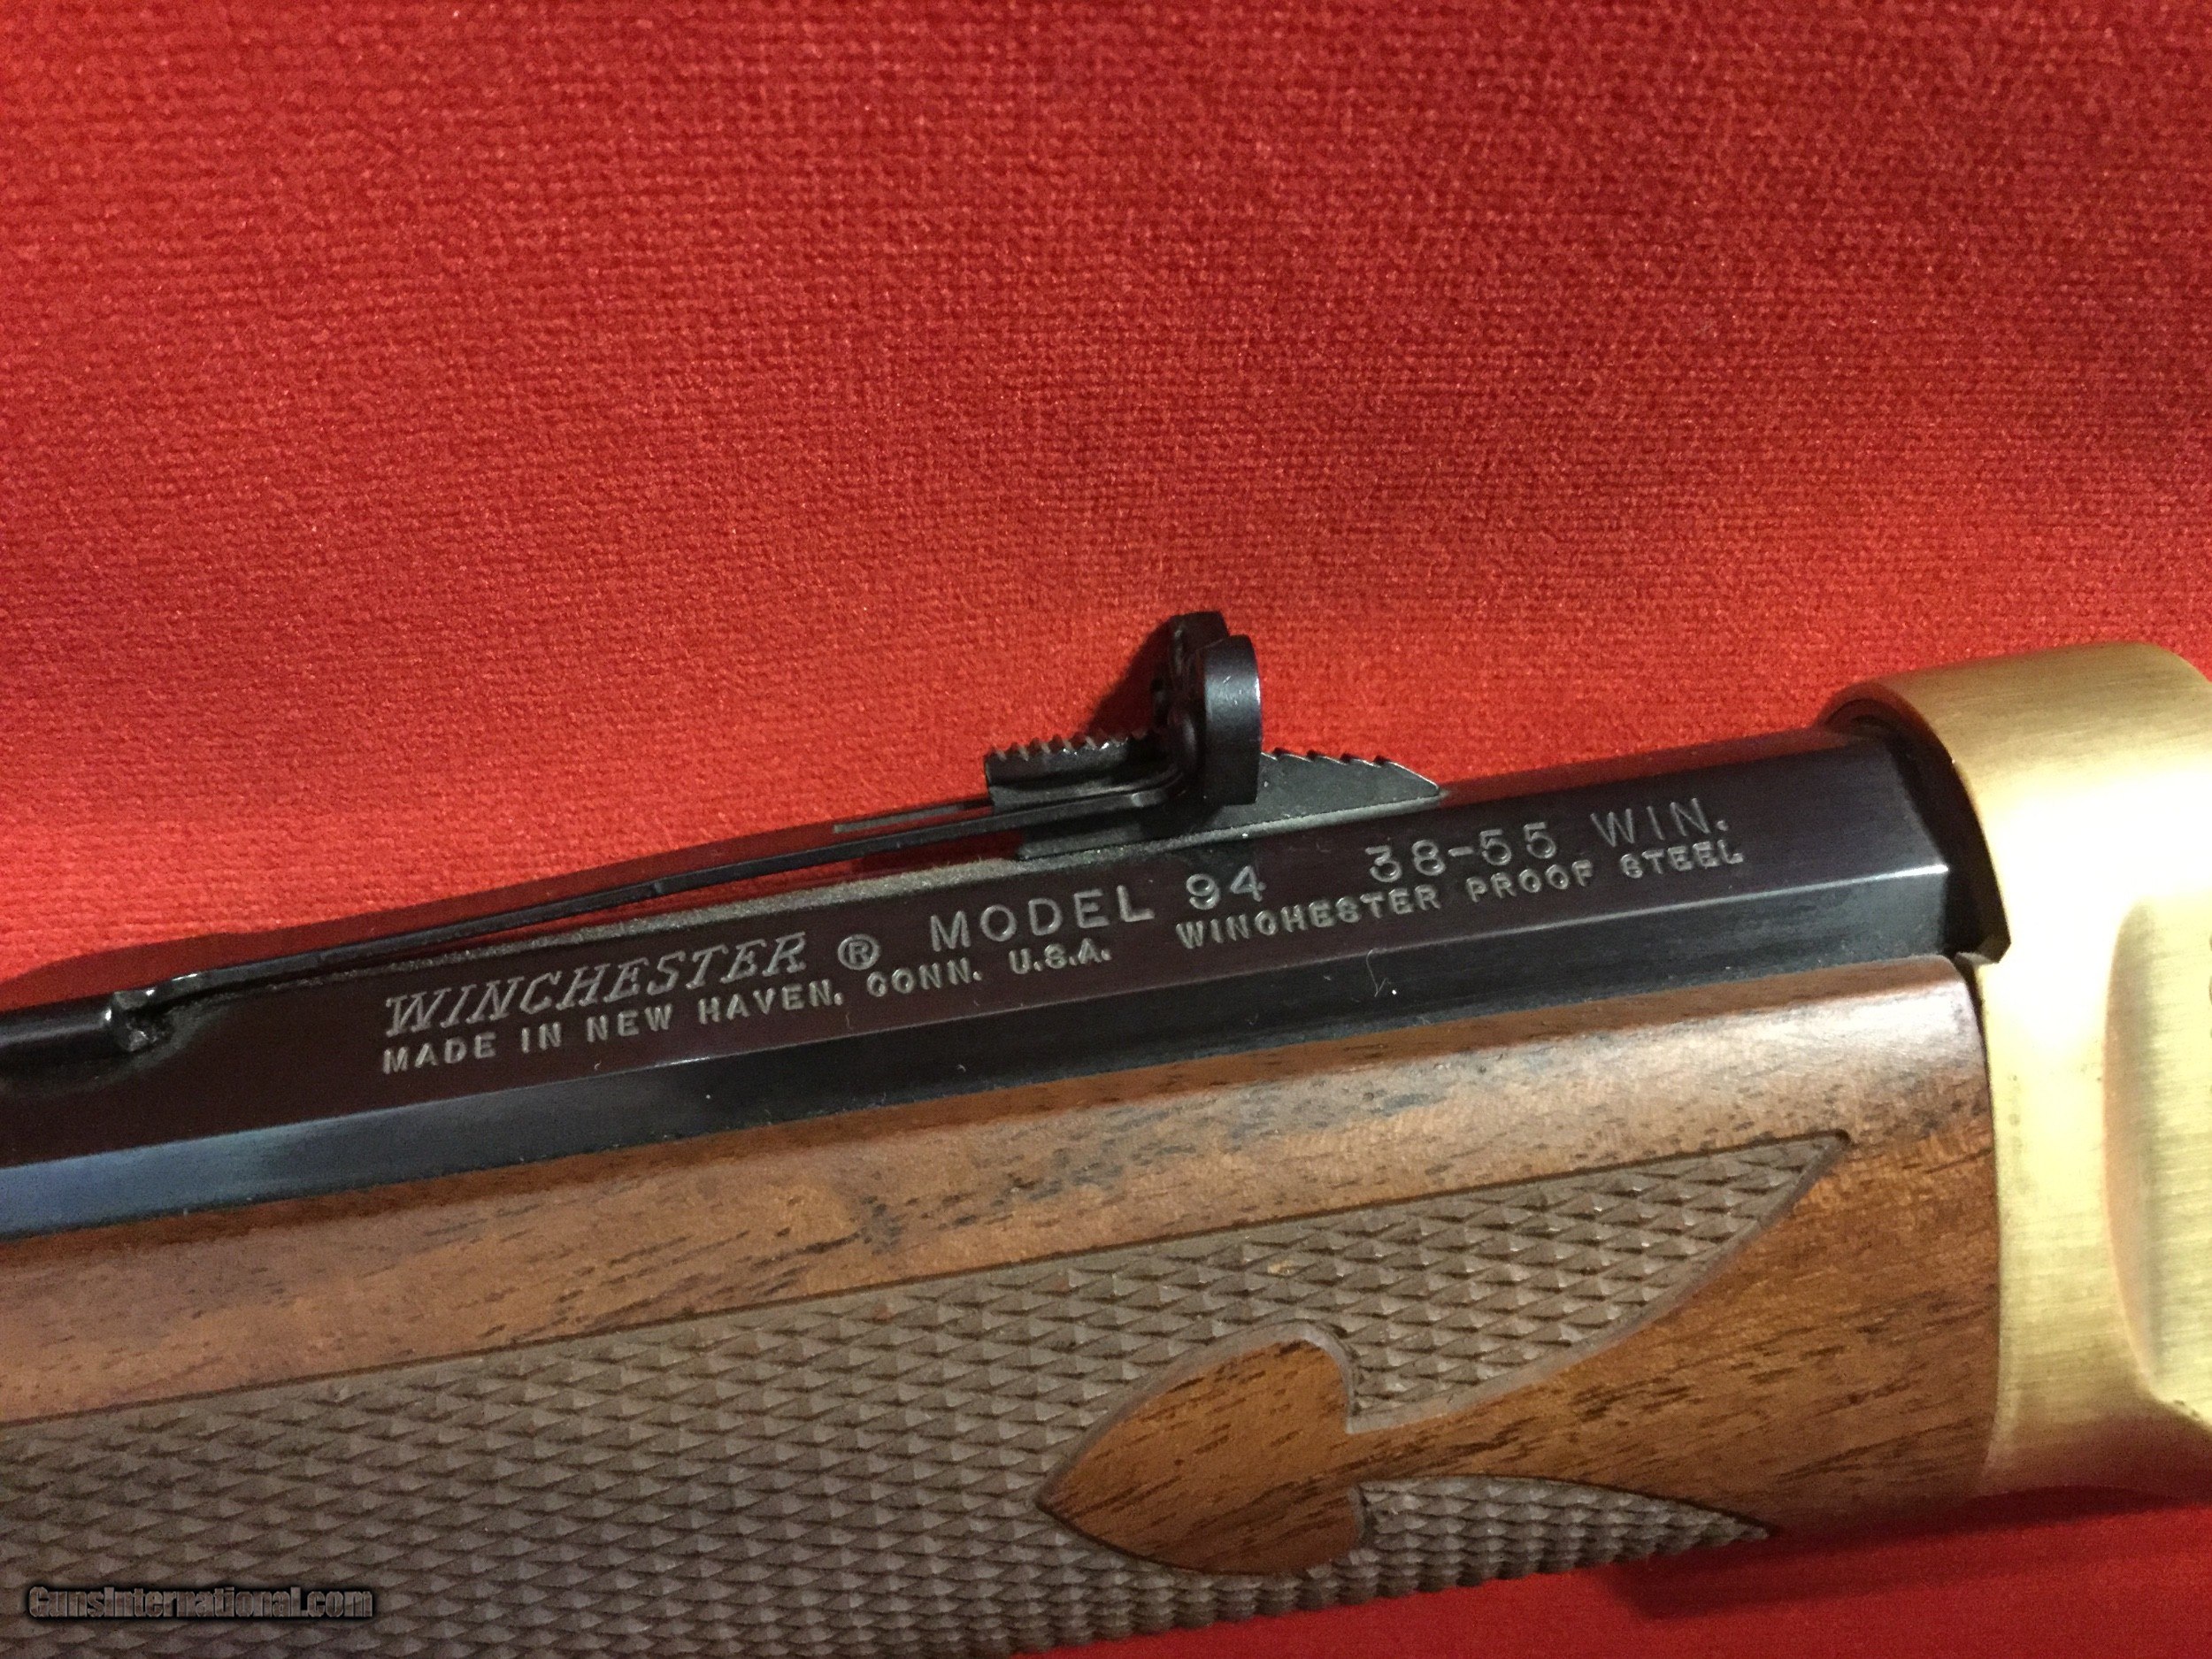 WINCHESTER ® MODEL 94 38-55 WIN.
MADE IN NEW HAVEN, CONN. U.S.A. WINCHESTER PROOF STEEL
GunsInternational.com